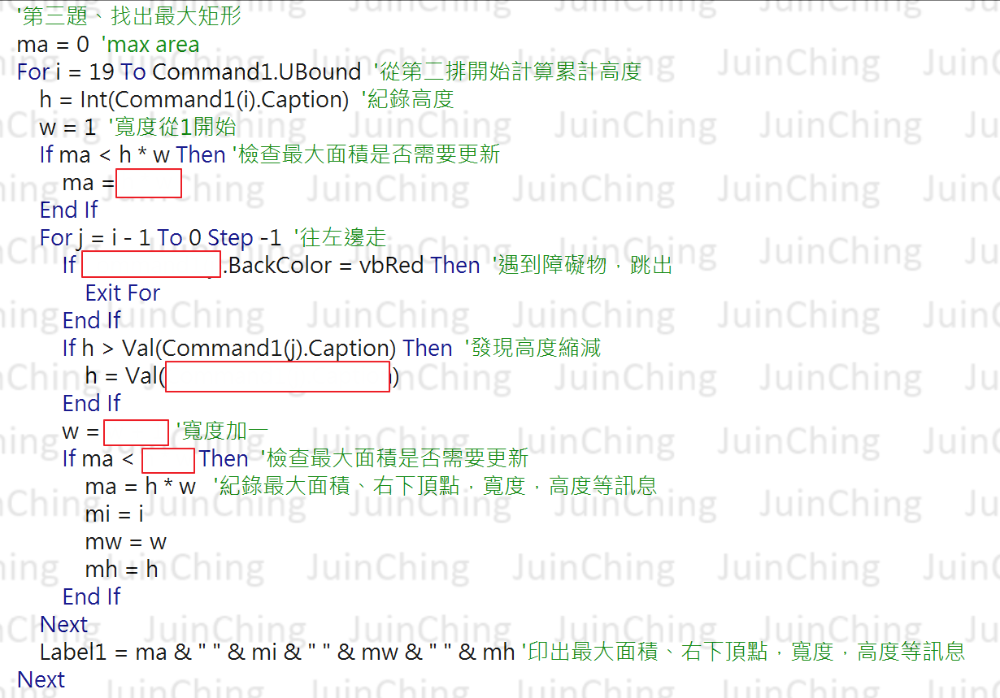 '第三題、找出最大矩形
ma = 0  'max area
For i = 19 To Command1.UBound  '從第二排開始計算累計高度
    h = Int(Command1(i).Caption)  '紀錄高度
    w = 1  '寬度從1開始
    If ma < h * w Then '檢查最大面積是否需要更新
        ma =
    End If
    For j = i - 1 To 0 Step -1  '往左邊走
        If .BackColor = vbRed Then  '遇到障礙物，跳出
            Exit For
        End If
        If h > Val(Command1(j).Caption) Then  '發現高度縮減
            h = Val( )
        End If
        w = '寬度加一
        If ma < Then  '檢查最大面積是否需要更新
            ma = h * w   '紀錄最大面積、右下頂點，寬度，高度等訊息
            mi = i
            mw = w
            mh = h
        End If
    Next
    Label1 = ma & " " & mi & " " & mw & " " & mh '印出最大面積、右下頂點，寬度，高度等訊息
Next
JuinChing